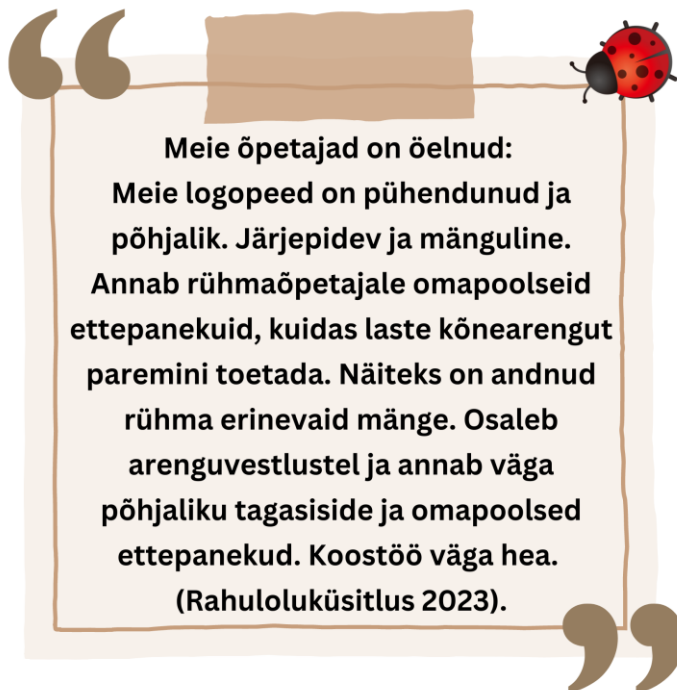 Meie õpetajad on öelnud:
Meie logopeed on pühendunud ja
põhjalik. Järjepidev ja mänguline.
Annab rühmaõpetajale omapoolseid
ettepanekuid, kuidas laste kõnearengut
paremini toetada. Näiteks on andnud
rühma erinevaid mänge. Osaleb
arenguvestlustel ja annab väga
põhjaliku tagasiside ja omapoolsed
ettepanekud. Koostöö väga hea.
(Rahuloluküsitlus 2023).